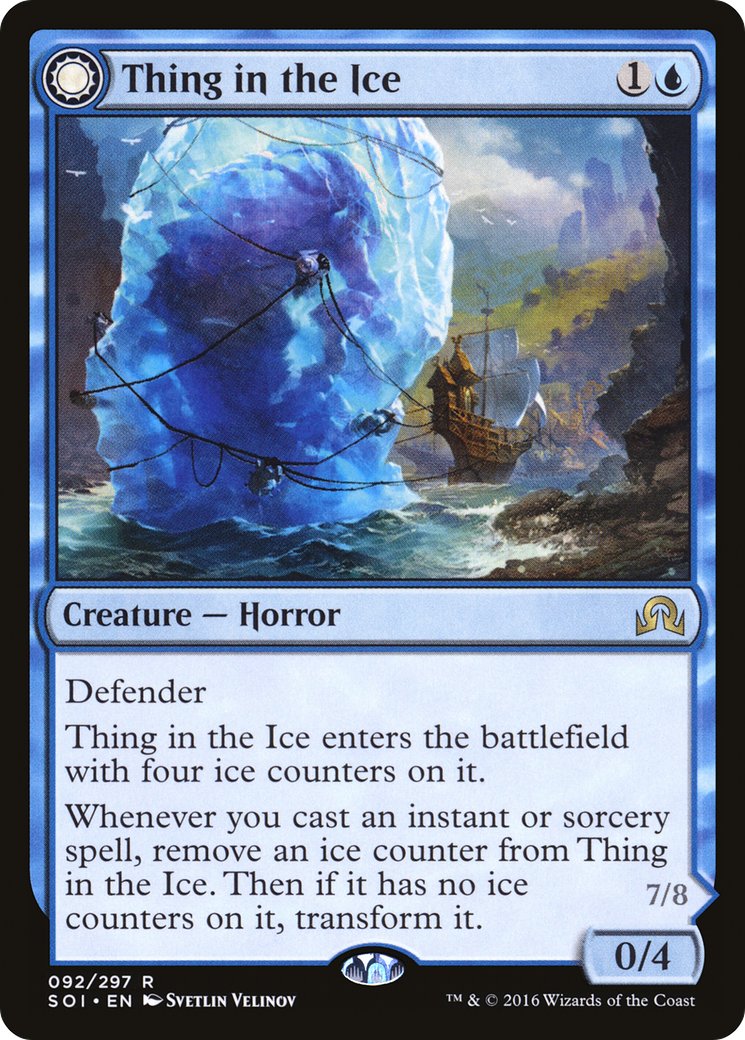 Thing in the Ice 1
Creature — Horror
Defender
Thing in the Ice enters the battlefield
with four ice counters on it.
Whenever you cast an instant or sorcery
spell, remove an ice counter from Thing
in the Ice. Then if it has no ice
counters on it, transform it.
7/8
0/4
092/297 R
SOI • EN Svetlin Velinov
™ & © 2016 Wizards of the Coast